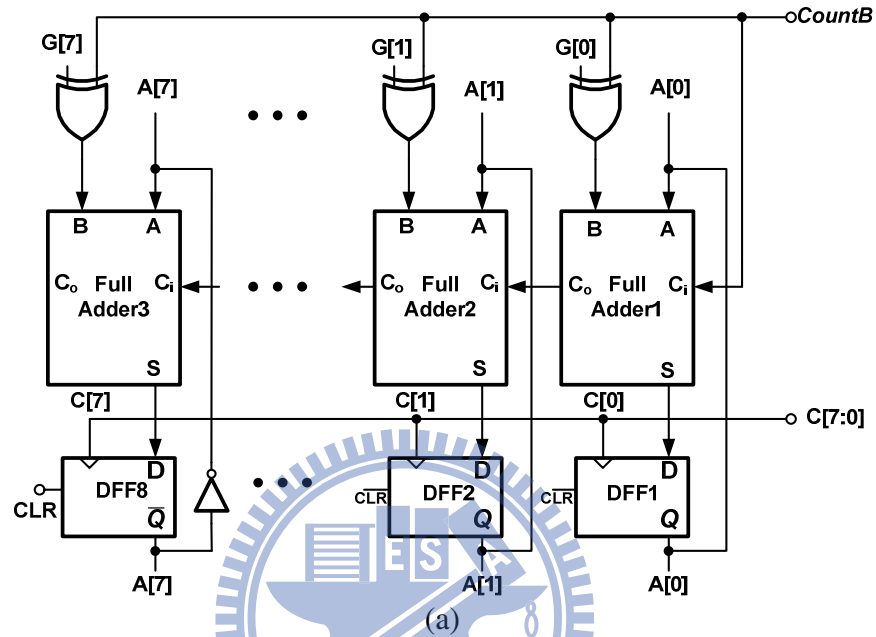 CountB
G[7] G[1] G[0]
A[7] A[1] A[0]
B A B A B A
Co Full Adder3 Ci
Co Full Adder2 Ci
Co Full Adder1 Ci
S S S
C[7] C[1] C[0] C[7:0]
D D D
DFF8 DFF2 DFF1
CLR CLR CLR
Q Q Q
A[7] A[1] A[0]
E S A
(a)
8